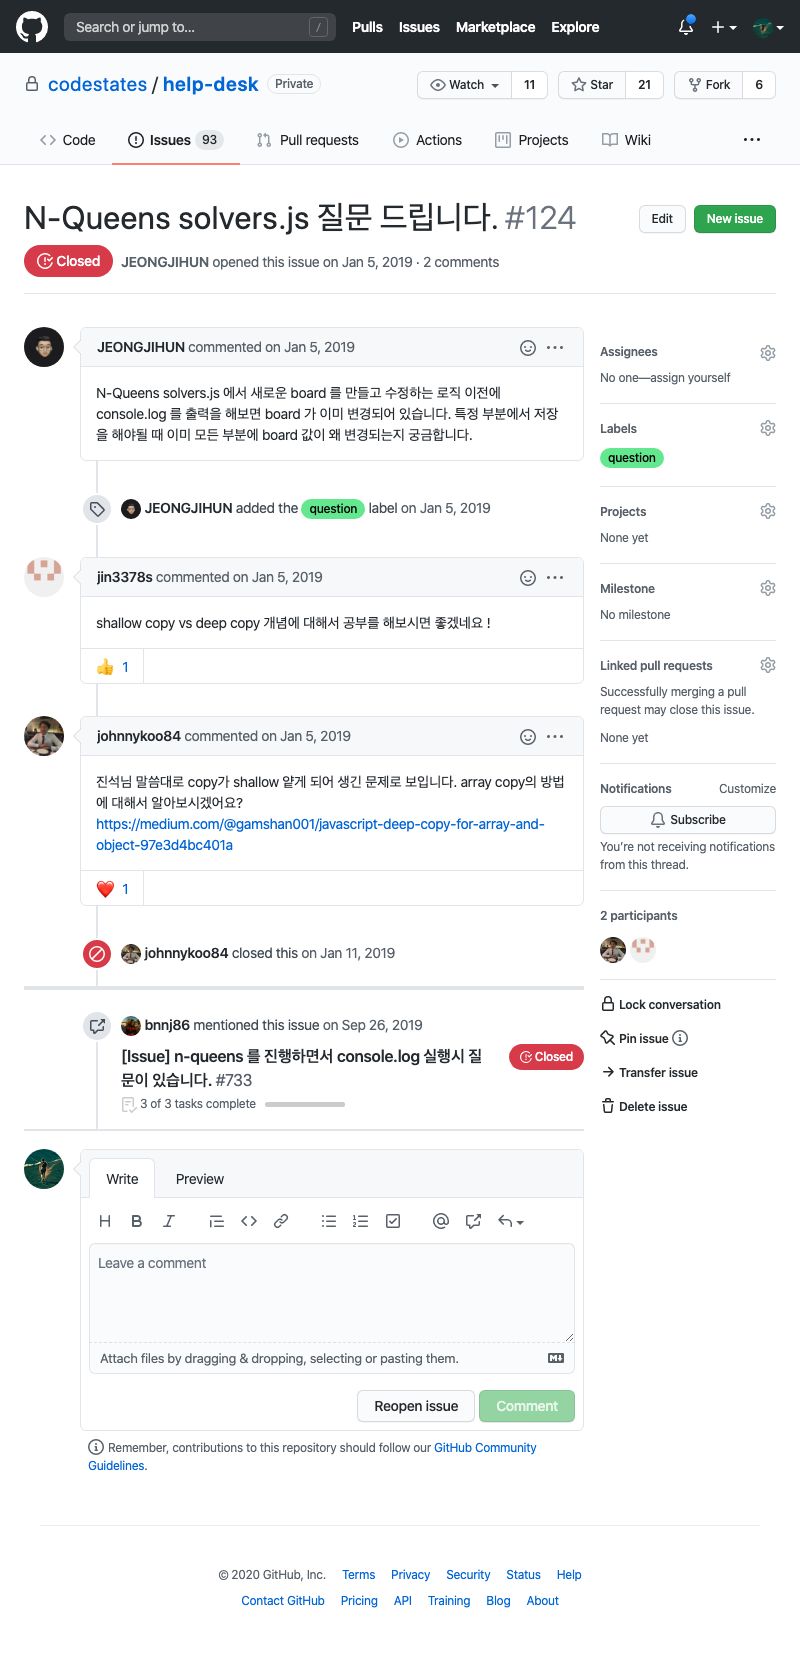 Search or jump to... /
Pulls Issues Marketplace Explore
codestates / help-desk Private
Watch 11 Star 21 Fork 6
Code Issues 93 Pull requests Actions Projects Wiki ...
N-Queens solvers.js 질문 드립니다. #124
Edit New issue
Closed JEONGJIHUN opened this issue on Jan 5, 2019 · 2 comments
JEONGJIHUN commented on Jan 5, 2019
N-Queens solvers.js 에서 새로운 board 를 만들고 수정하는 로직 이전에
console.log 를 출력을 해보면 board 가 이미 변경되어 있습니다. 특정 부분에서 저장
을 해야될 때 이미 모든 부분에 board 값이 왜 변경되는지 궁금합니다.
JEONGJIHUN added the question label on Jan 5, 2019
jin3378s commented on Jan 5, 2019
shallow copy vs deep copy 개념에 대해서 공부를 해보시면 좋겠네요 !
👍 1
johnnykoo84 commented on Jan 5, 2019
진석님 말씀대로 copy가 shallow 얕게 되어 생긴 문제로 보입니다. array copy의 방법
에 대해서 알아보시겠어요?
https://medium.com/@gamshan001/javascript-deep-copy-for-array-and-
object-97e3d4bc401a
❤️ 1
johnnykoo84 closed this on Jan 11, 2019
bnnj86 mentioned this issue on Sep 26, 2019
[Issue] n-queens 를 진행하면서 console.log 실행시 질
문이 있습니다. #733
Closed
3 of 3 tasks complete
Write Preview
H B I
Leave a comment
Attach files by dragging & dropping, selecting or pasting them.
Reopen issue Comment
Remember, contributions to this repository should follow our GitHub Community
Guidelines.
Assignees
No one—assign yourself
Labels
question
Projects
None yet
Milestone
No milestone
Linked pull requests
Successfully merging a pull
request may close this issue.
None yet
Notifications Customize
Subscribe
You're not receiving notifications
from this thread.
2 participants
Lock conversation
Pin issue
Transfer issue
Delete issue
© 2020 GitHub, Inc. Terms Privacy Security Status Help
Contact GitHub Pricing API Training Blog About